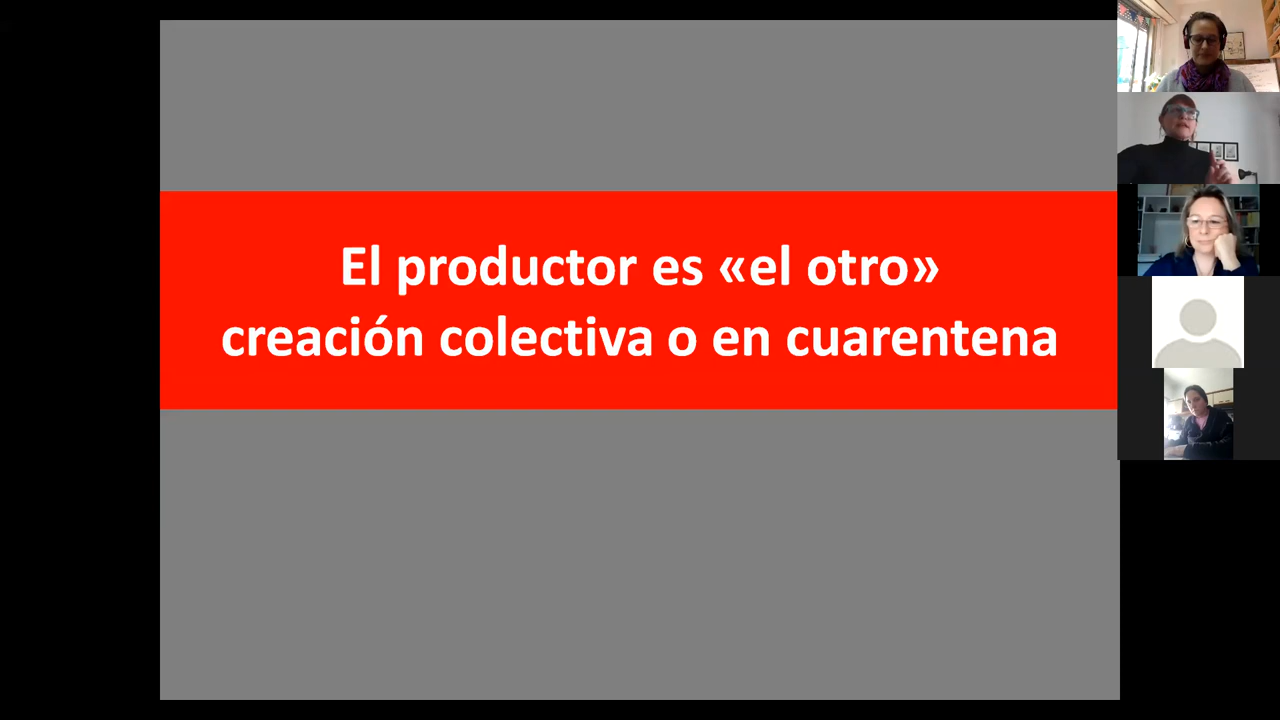 El productor es «el otro»
creación colectiva o en cuarentena